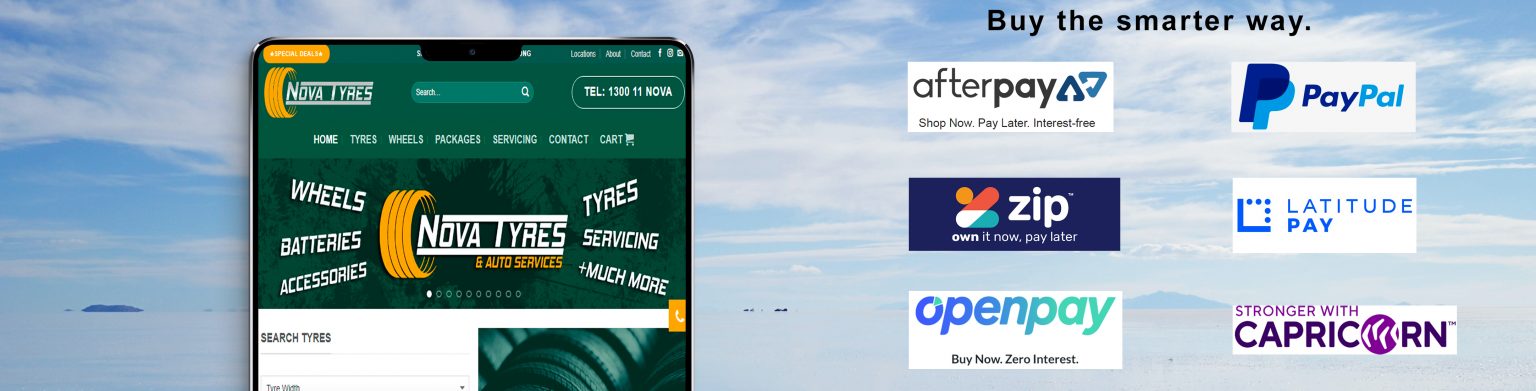 Buy the smarter way.
★SPECIAL DEALS★
Locations
About
Contact
NOVA TYRES
Search...
TEL: 1300 11 NOVA
HOME TYRES WHEELS PACKAGES SERVICING CONTACT CART
WHEELS
BATTERIES
ACCESSORIES
NOVA TYRES
& AUTO SERVICES
TYRES
SERVICING
+MUCH MORE
SEARCH TYRES
Tyre Width
afterpay
Shop Now. Pay Later. Interest-free
PayPal
zip™
own it now, pay later
LATITUDE
PAY
openpay
Buy Now. Zero Interest.
STRONGER WITH
CAPRICORN™